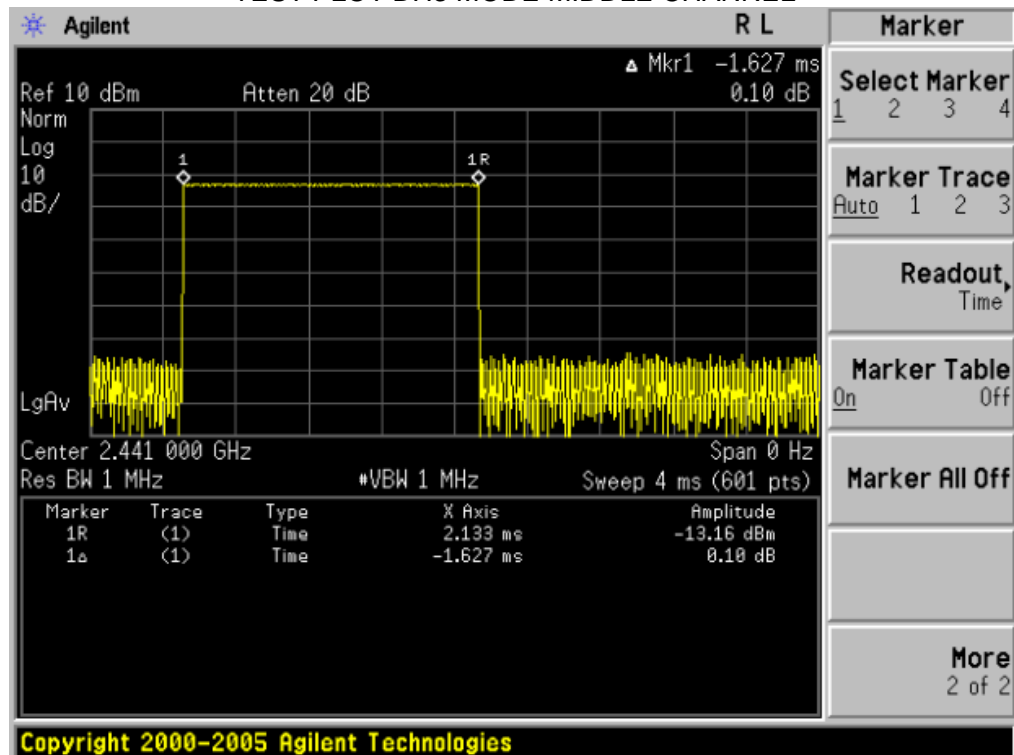 Agilent R L Marker
▵ Mkr1 -1.627 ms
Ref 10 dBm Atten 20 dB 0.10 dB
Norm
Log
10
dB/
1 1R
LgAv
Center 2.441 000 GHz Span 0 Hz
Res BW 1 MHz #VBW 1 MHz Sweep 4 ms (601 pts)
Marker Trace Type X Axis Amplitude
1R (1) Time 2.133 ms -13.16 dBm
1▵ (1) Time -1.627 ms 0.10 dB
Select Marker
1 2 3 4
Marker Trace
Auto 1 2 3
Readout
Time
Marker Table
On Off
Marker All Off
More
2 of 2
Copyright 2000-2005 Agilent Technologies